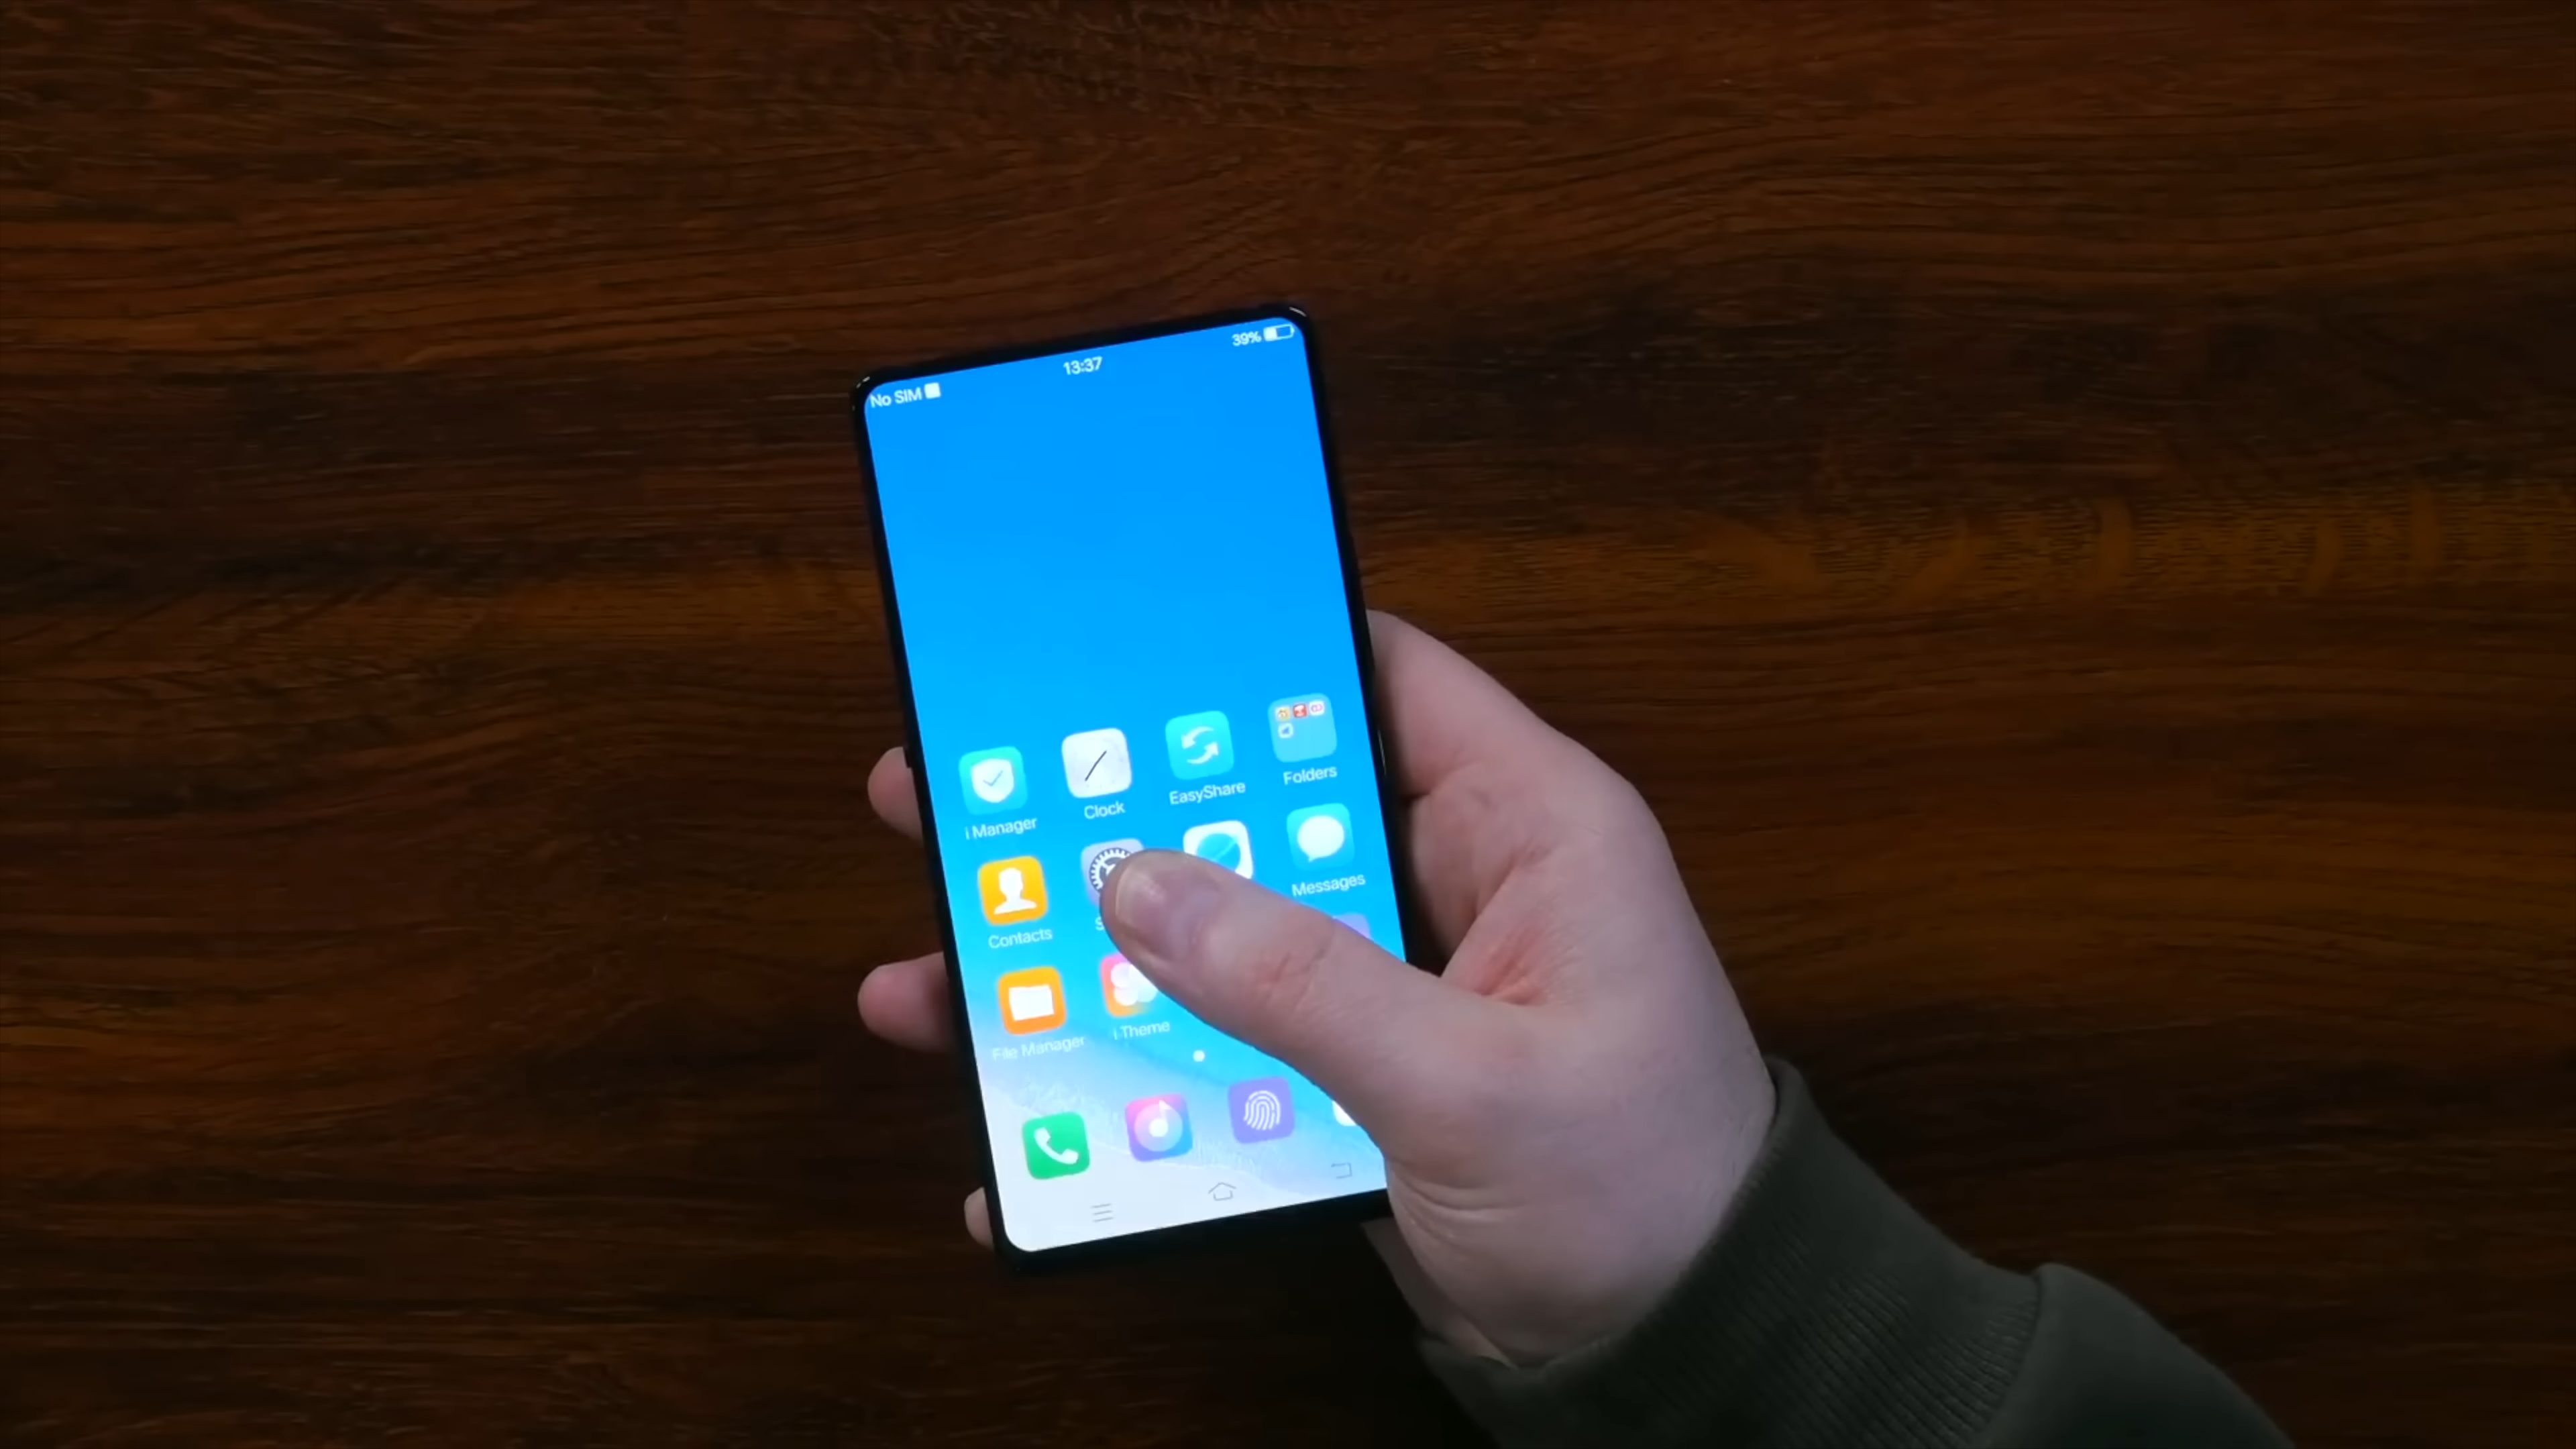 No SIM
13:37
39%
i Manager
Clock
EasyShare
Folders
Contacts
Messages
File Manager
i Theme